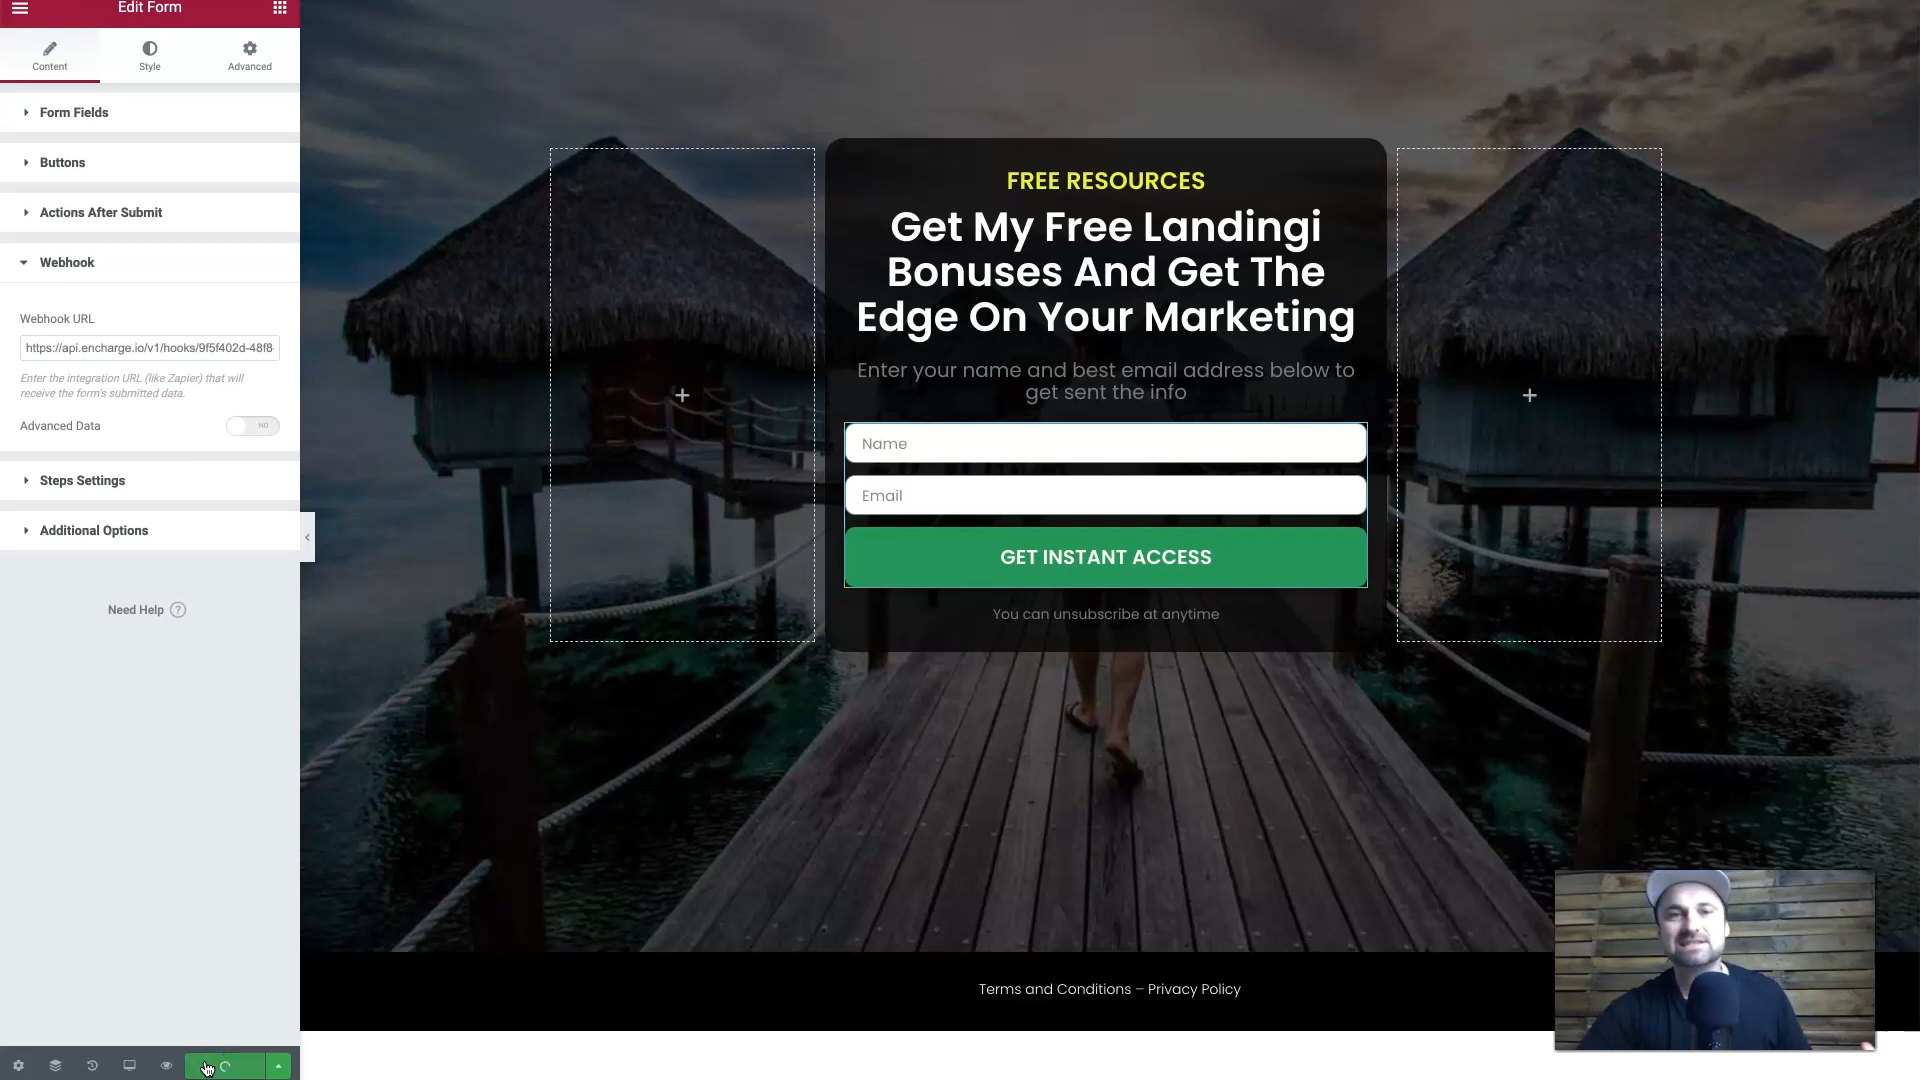 Edit Form
Content
Style
Advanced
Form Fields
Buttons
Actions After Submit
Webhook
Webhook URL
https://api.encharge.io/v1/hooks/9f5f402d-48f8-
Enter the integration URL (like Zapier) that will
receive the form's submitted data.
Advanced Data
NO
Steps Settings
Additional Options
Need Help ?
FREE RESOURCES
Get My Free Landingi
Bonuses And Get The
Edge On Your Marketing
Enter your name and best email address below to
get sent the info
Name
Email
GET INSTANT ACCESS
You can unsubscribe at anytime
Terms and Conditions – Privacy Policy